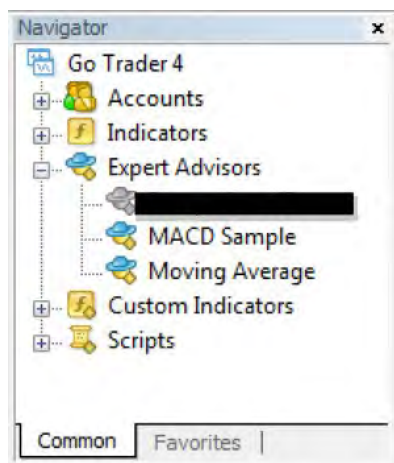 Navigator
Go Trader 4
Accounts
Indicators
Expert Advisors
MACD Sample
Moving Average
Custom Indicators
Scripts
Common Favorites